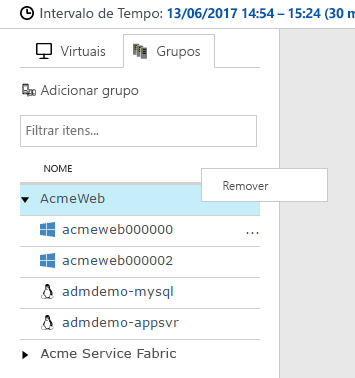 Intervalo de Tempo: 13/06/2017 14:54 – 15:24 (30 m
Virtuais Grupos
Adicionar grupo
Filtrar itens...
NOME
Remover
AcmeWeb
acmeweb000000 ...
acmeweb000002
admdemo-mysql
admdemo-appsvr
Acme Service Fabric